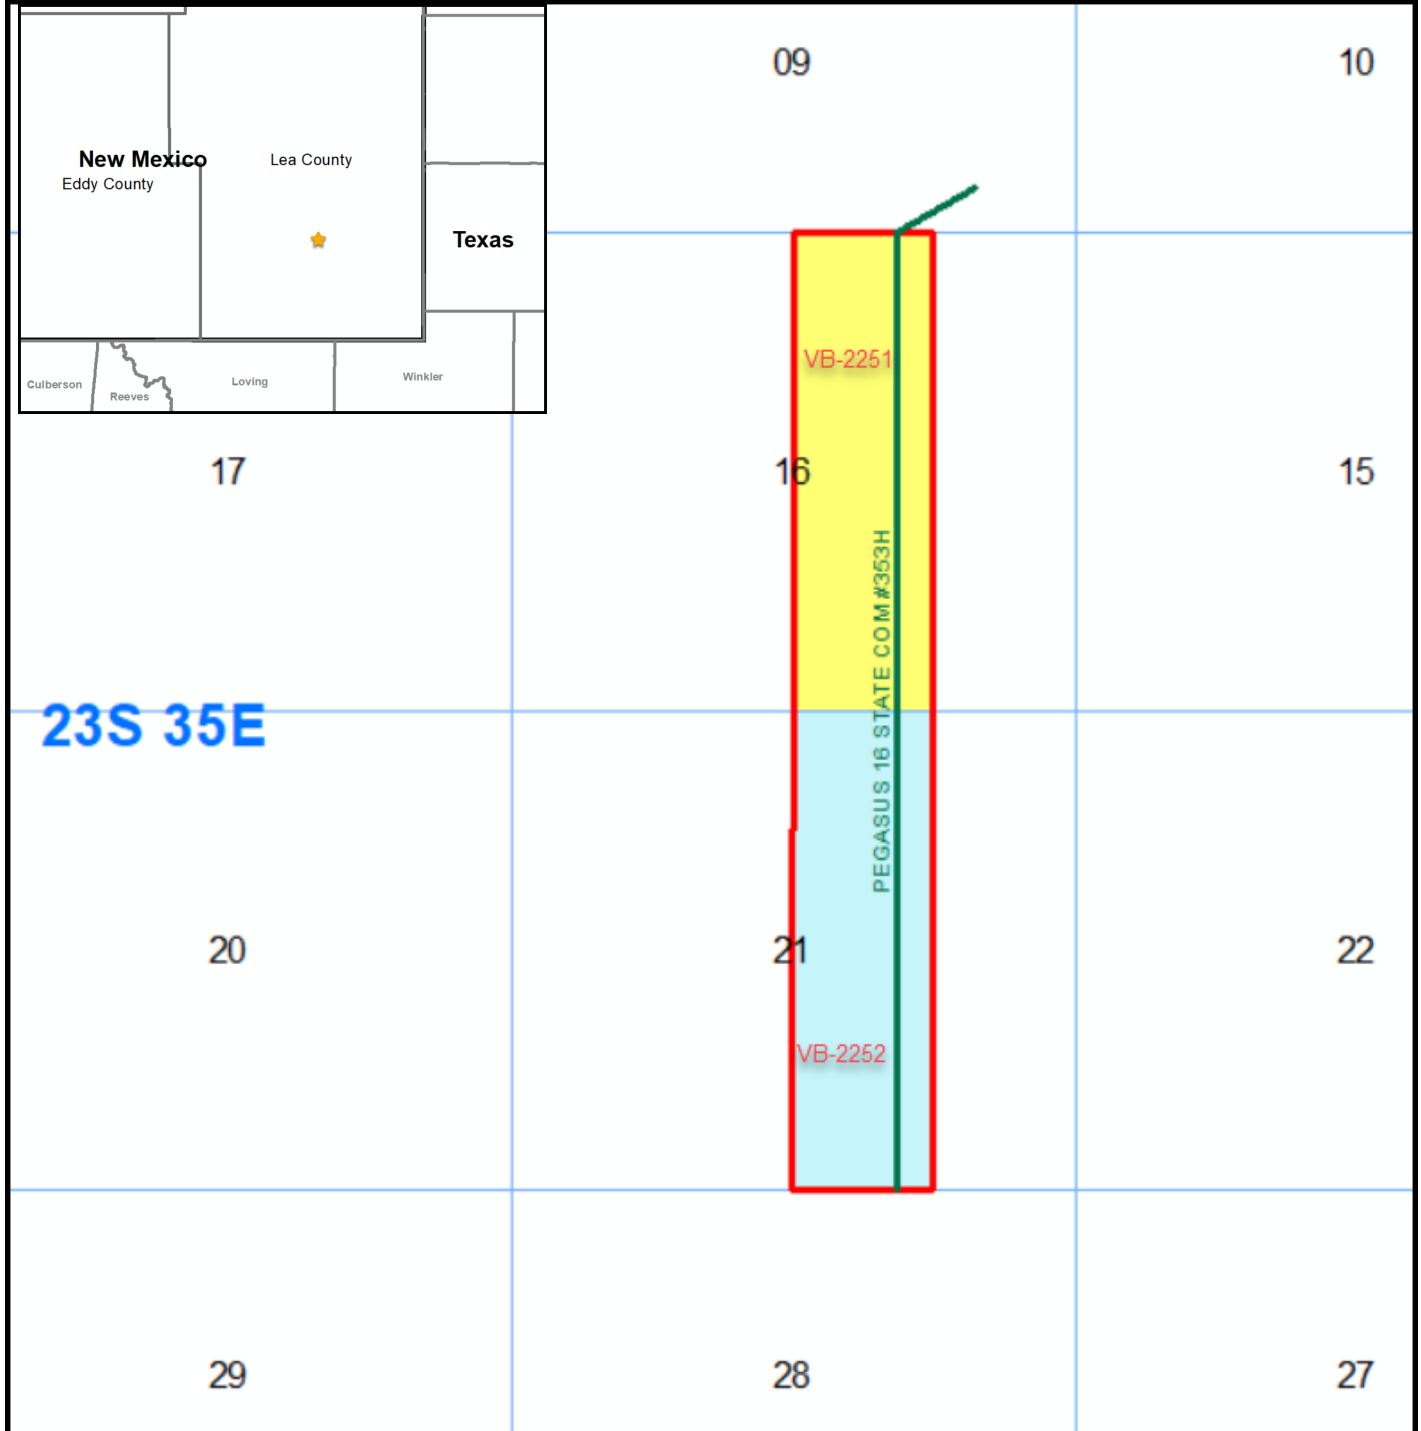 09
10
New Mexico
Lea County
Eddy County
Texas
Culberson
Reeves
Loving
Winkler
VB-2251
17
16
15
PEGASUS 16 STATE COM #353H
23S 35E
20
21
22
VB-2252
29
28
27